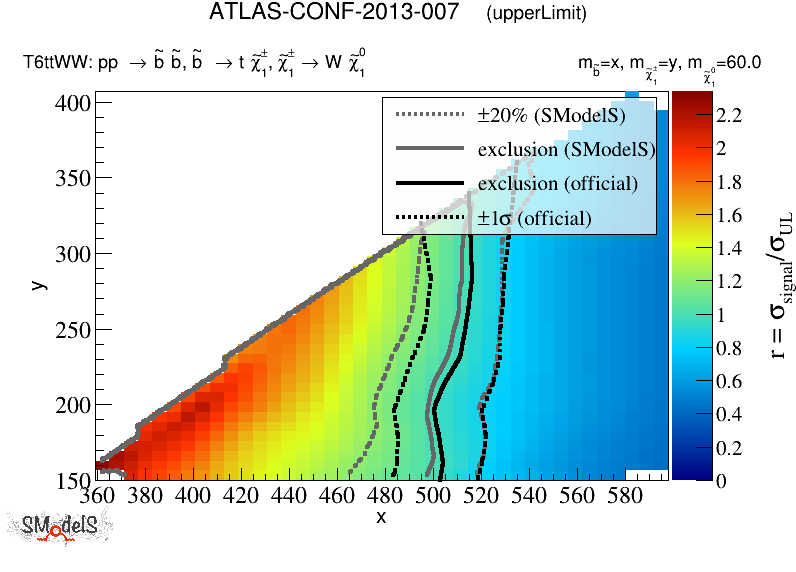 ATLAS-CONF-2013-007 (upperLimit)
T6ttWW: pp → b̃ b̃, b̃ → t χ̃₁±, χ̃₁± → W χ̃₁⁰
m_b̃=x, m_χ̃₁±=y, m_χ̃₁⁰=60.0
±20% (SModelS)
exclusion (SModelS)
exclusion (official)
±1σ (official)
400
350
300
250
200
150
y
360 380 400 420 440 460 480 500 520 540 560 580
x
2.2
2
1.8
1.6
1.4
1.2
1
0.8
0.6
0.4
0.2
0
r = σ_signal/σ_UL
SModelS